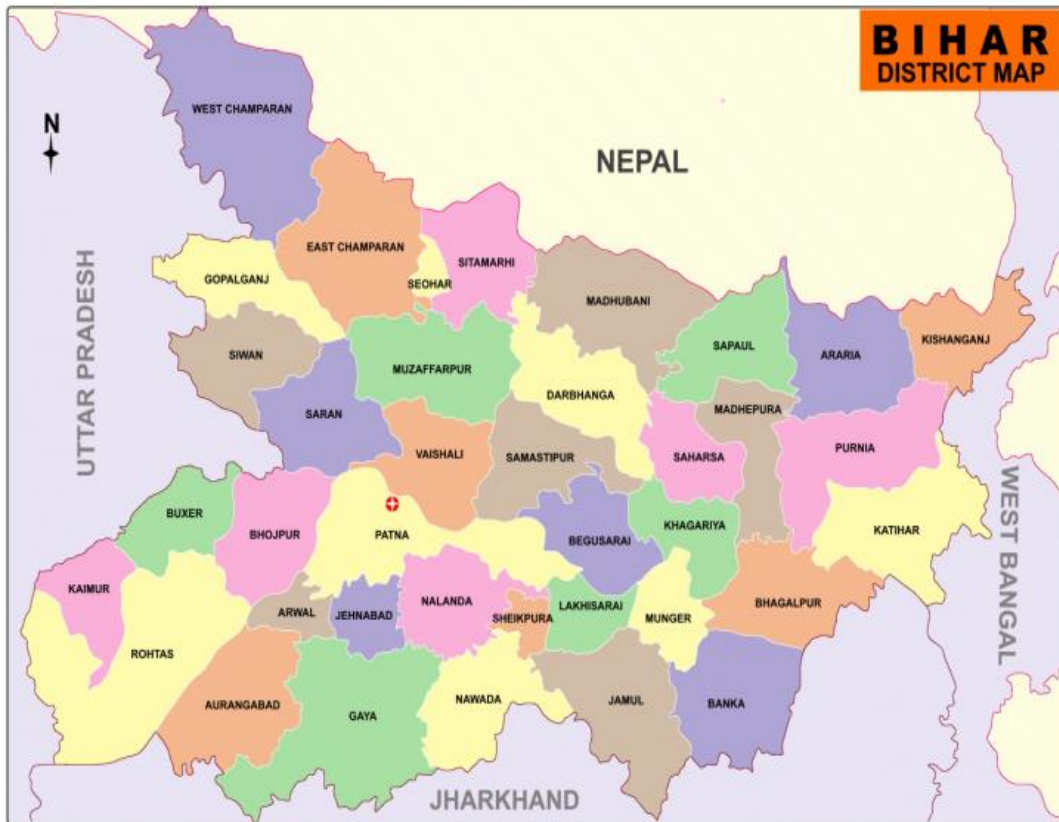 BIHAR
DISTRICT MAP
WEST CHAMPARAN
N
NEPAL
EAST CHAMPARAN
SITAMARHI
GOPALGANJ
SEOHAR
MADHUBANI
UTTAR PRADESH
SIWAN
MUZAFFARPUR
SAPAUL
ARARIA
KISHANGANJ
DARBHANGA
MADHEPURA
SARAN
VAISHALI
SAMASTIPUR
SAHARSA
PURNIA
BUXER
BHOJPUR
PATNA
BEGUSARAI
KHAGARIYA
KATIHAR
WEST BANGAL
KAIMUR
ARWAL
JEHNABAD
NALANDA
SHEIKPURA
LAKHISARAI
MUNGER
BHAGALPUR
ROHTAS
AURANGABAD
GAYA
NAWADA
JAMUL
BANKA
JHARKHAND